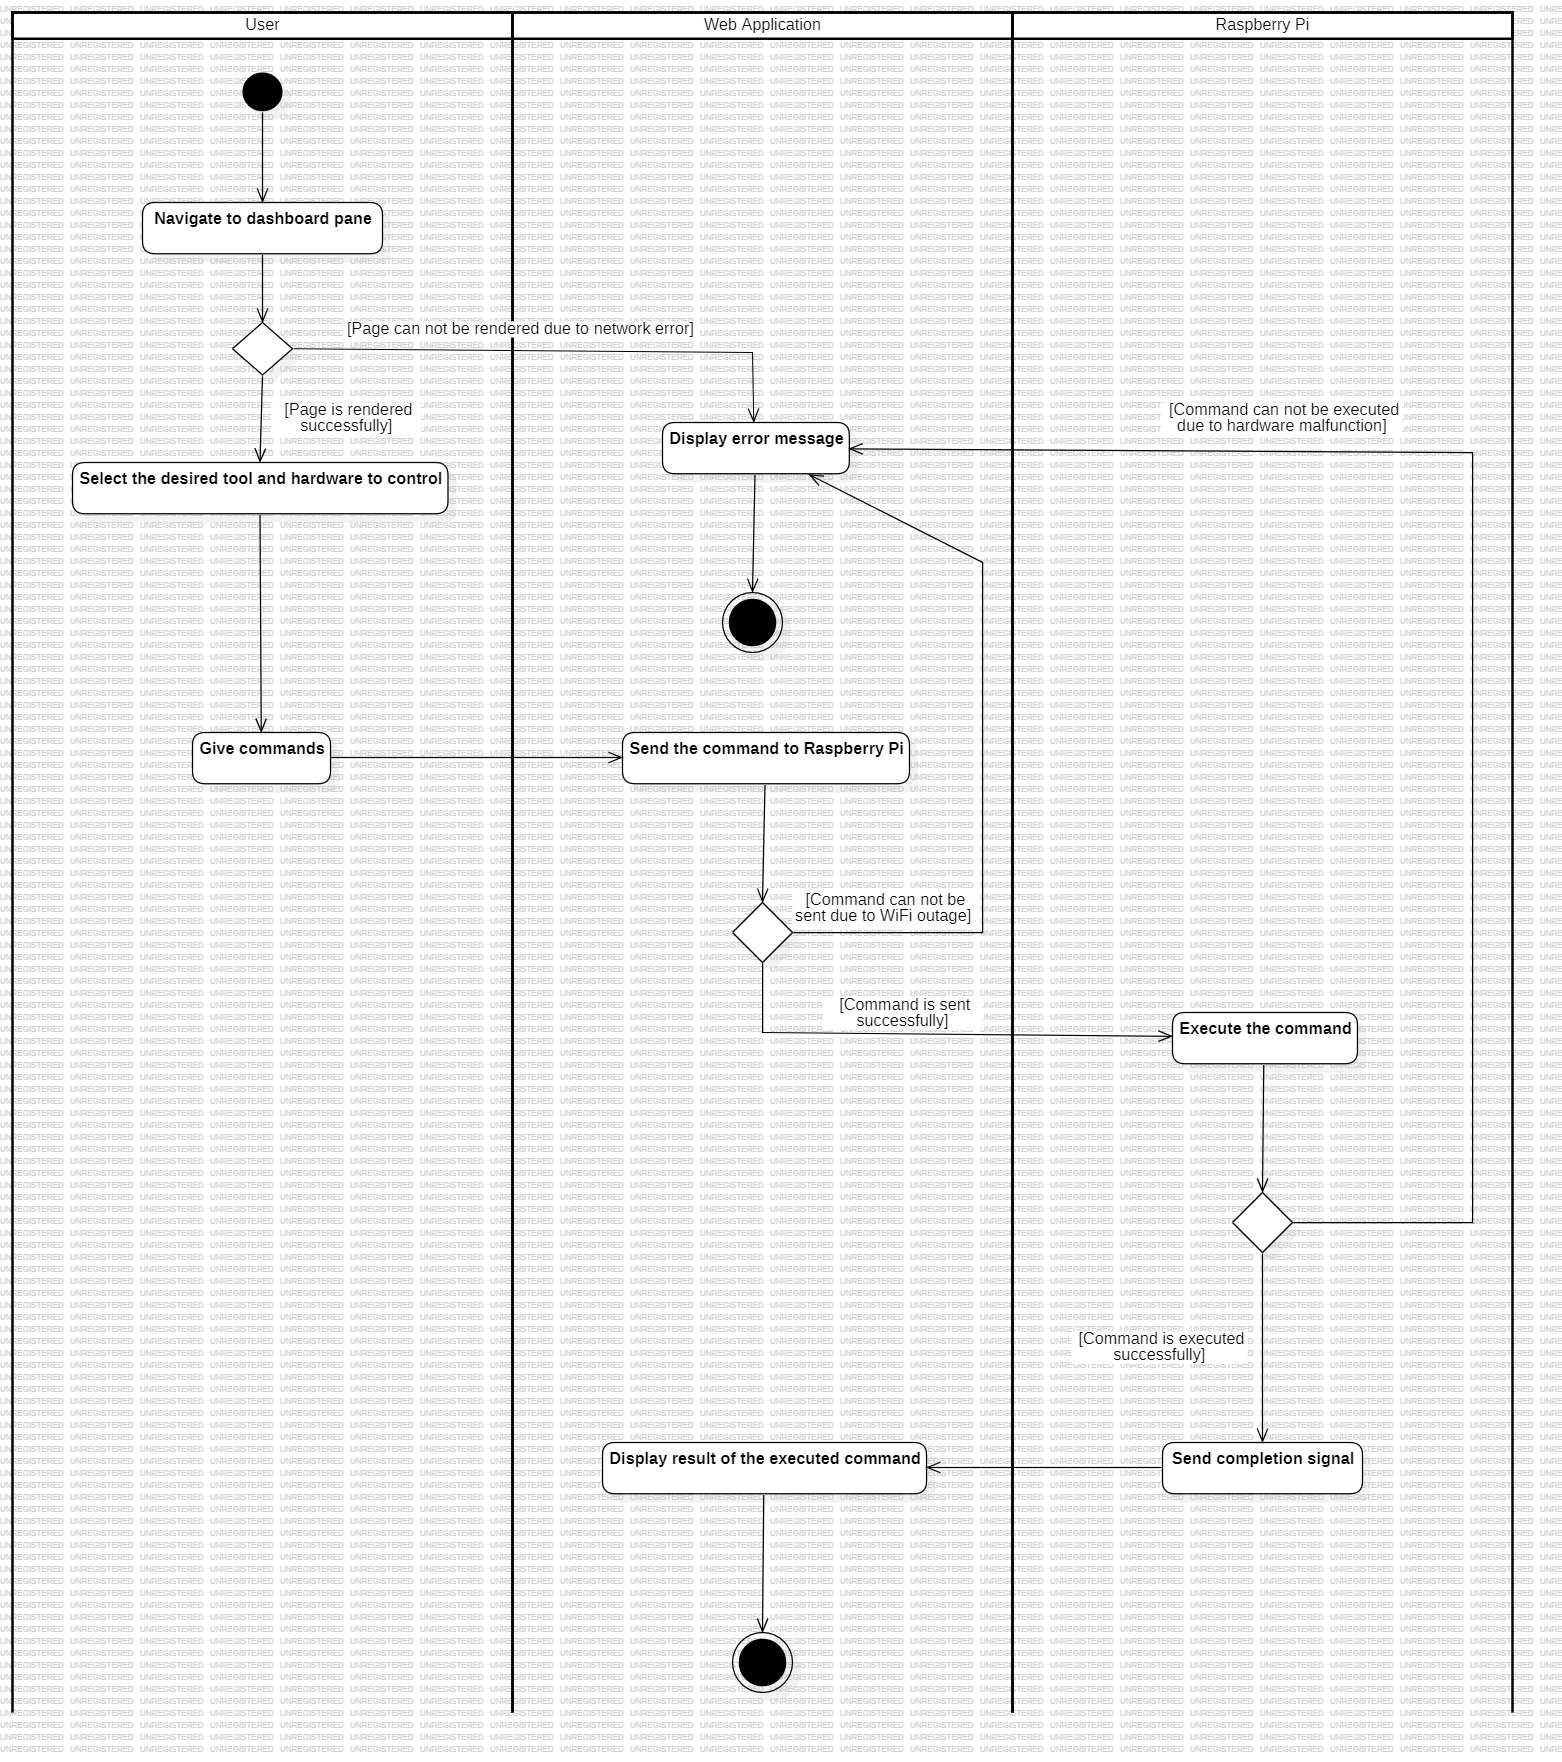 User
Web Application
Raspberry Pi
Navigate to dashboard pane
[Page can not be rendered due to network error]
[Page is rendered
successfully]
Display error message
[Command can not be executed
due to hardware malfunction]
Select the desired tool and hardware to control
Give commands
Send the command to Raspberry Pi
[Command can not be
sent due to WiFi outage]
[Command is sent
successfully]
Execute the command
[Command is executed
successfully]
Display result of the executed command
Send completion signal
UNREGISTERED